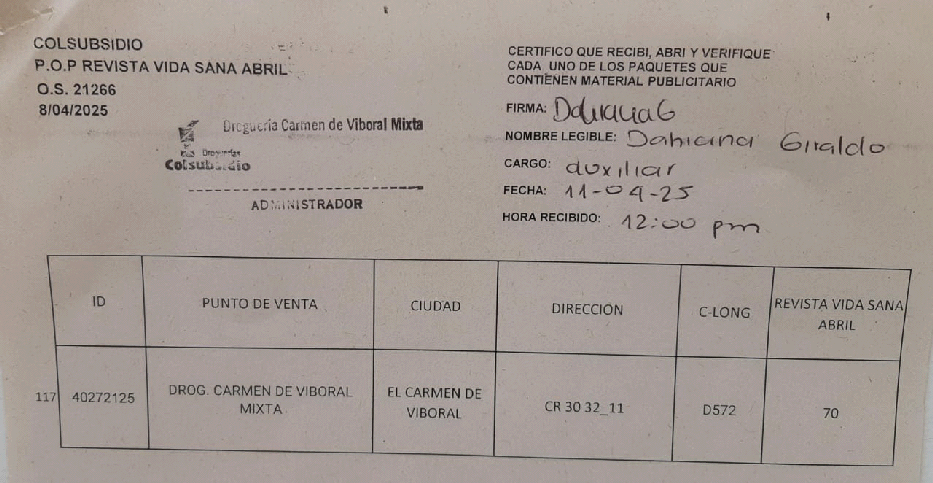 COLSUBSIDIO
P.O.P REVISTA VIDA SANA ABRIL
O.S. 21266
8/04/2025
Droguería Carmen de Viboral Mixta
Droguerías
Colsubsidio
ADMINISTRADOR
CERTIFICO QUE RECIBI, ABRI Y VERIFIQUE
CADA UNO DE LOS PAQUETES QUE
CONTIENEN MATERIAL PUBLICITARIO
FIRMA:
NOMBRE LEGIBLE: Dahiana Giraldo
CARGO: auxiliar
FECHA: 11-04-25
HORA RECIBIDO: 12:00 pm
ID PUNTO DE VENTA CIUDAD DIRECCIÓN C-LONG REVISTA VIDA SANA
ABRIL
117 40272125 DROG. CARMEN DE VIBORAL EL CARMEN DE CR 30 32_11 D572 70
MIXTA VIBORAL